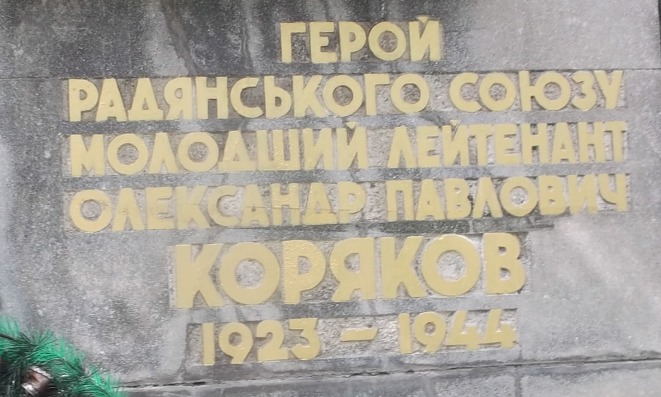 ГЕРОЙ
РАДЯНСЬКОГО СОЮЗУ
МОЛОДШИЙ ЛЕЙТЕНАНТ
ОЛЕКСАНДР ПАВЛОВИЧ
КОРЯКОВ
1923 – 1944